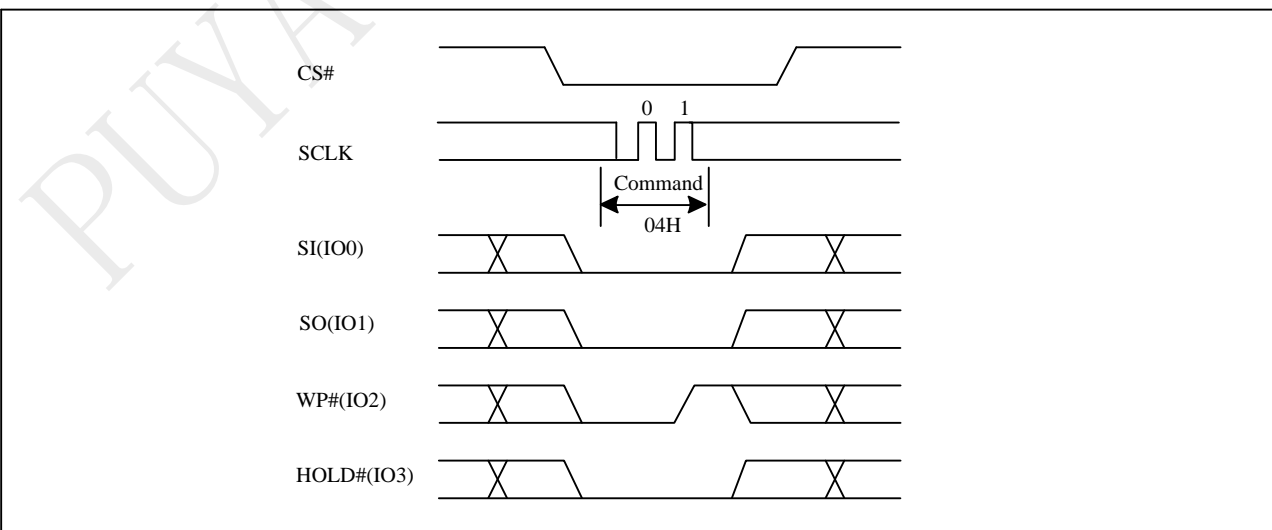 PUYA
CS#
0 1
SCLK
Command
04H
SI(IO0)
SO(IO1)
WP#(IO2)
HOLD#(IO3)